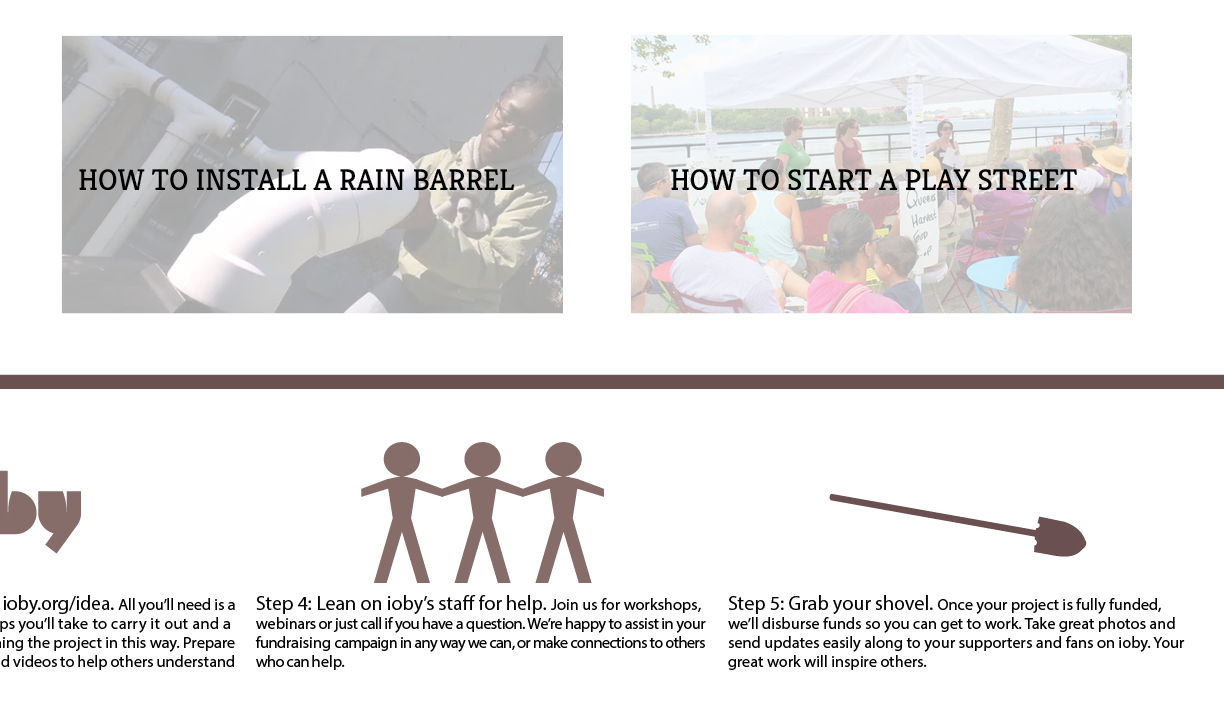 HOW TO INSTALL A RAIN BARREL
HOW TO START A PLAY STREET
Queens
Harvest
by
ioby.org/idea. All you'll need is a
ps you'll take to carry it out and a
ing the project in this way. Prepare
d videos to help others understand
Step 4: Lean on ioby's staff for help. Join us for workshops,
webinars or just call if you have a question. We're happy to assist in your
fundraising campaign in any way we can, or make connections to others
who can help.
Step 5: Grab your shovel. Once your project is fully funded,
we'll disburse funds so you can get to work. Take great photos and
send updates easily along to your supporters and fans on ioby. Your
great work will inspire others.